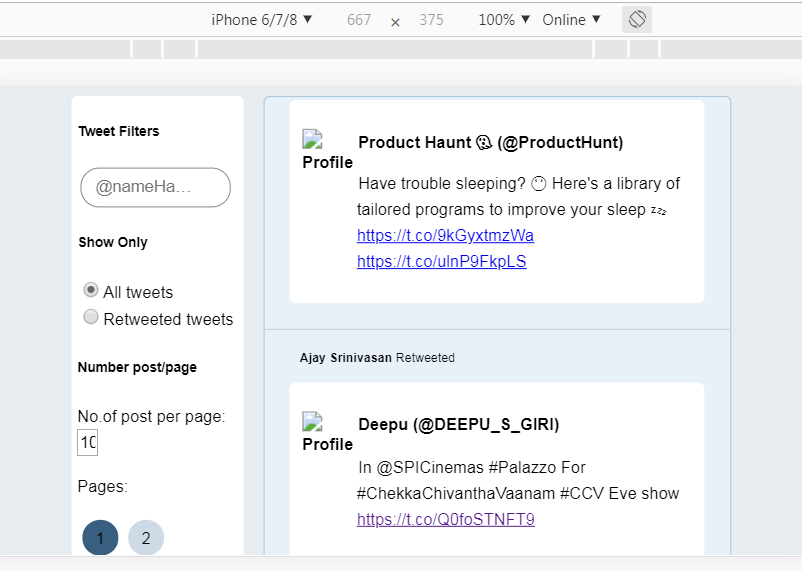 iPhone 6/7/8 ▼ 667 × 375 100% ▼ Online ▼
Tweet Filters
@nameHa…
Show Only
All tweets
Retweeted tweets
Number post/page
No.of post per page:
10
Pages:
1 2
Profile
Product Haunt (@ProductHunt)
Have trouble sleeping? 😶 Here's a library of
tailored programs to improve your sleep 💤
https://t.co/9kGyxtmzWa
https://t.co/ulnP9FkpLS
Ajay Srinivasan Retweeted
Profile
Deepu (@DEEPU_S_GIRI)
In @SPICinemas #Palazzo For
#ChekkaChivanthaVaanam #CCV Eve show
https://t.co/Q0foSTNFT9